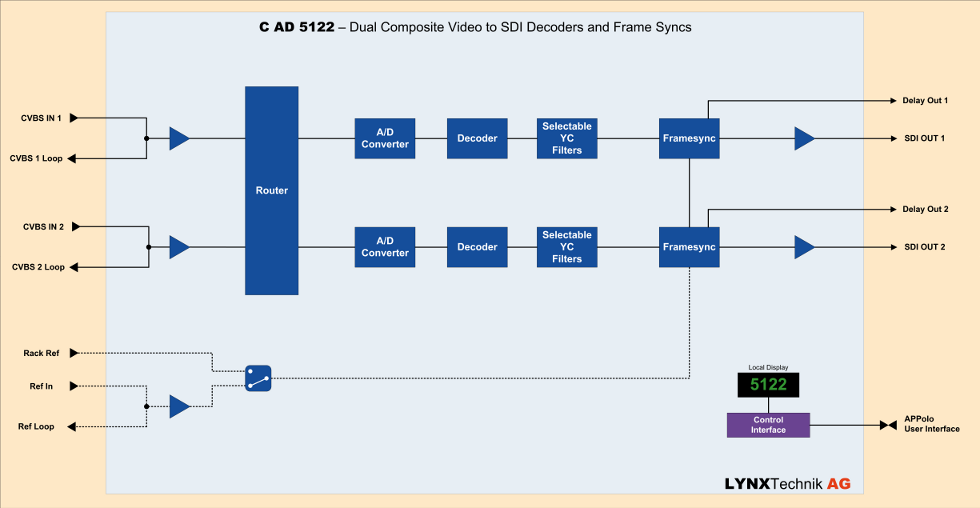 C AD 5122 – Dual Composite Video to SDI Decoders and Frame Syncs
CVBS IN 1
CVBS 1 Loop
CVBS IN 2
CVBS 2 Loop
Router
A/D
Converter
Decoder
Selectable
YC
Filters
Framesync
Delay Out 1
SDI OUT 1
A/D
Converter
Decoder
Selectable
YC
Filters
Framesync
Delay Out 2
SDI OUT 2
Rack Ref
Ref In
Ref Loop
Local Display
5122
Control
Interface
APPolo
User Interface
LYNXTechnik AG